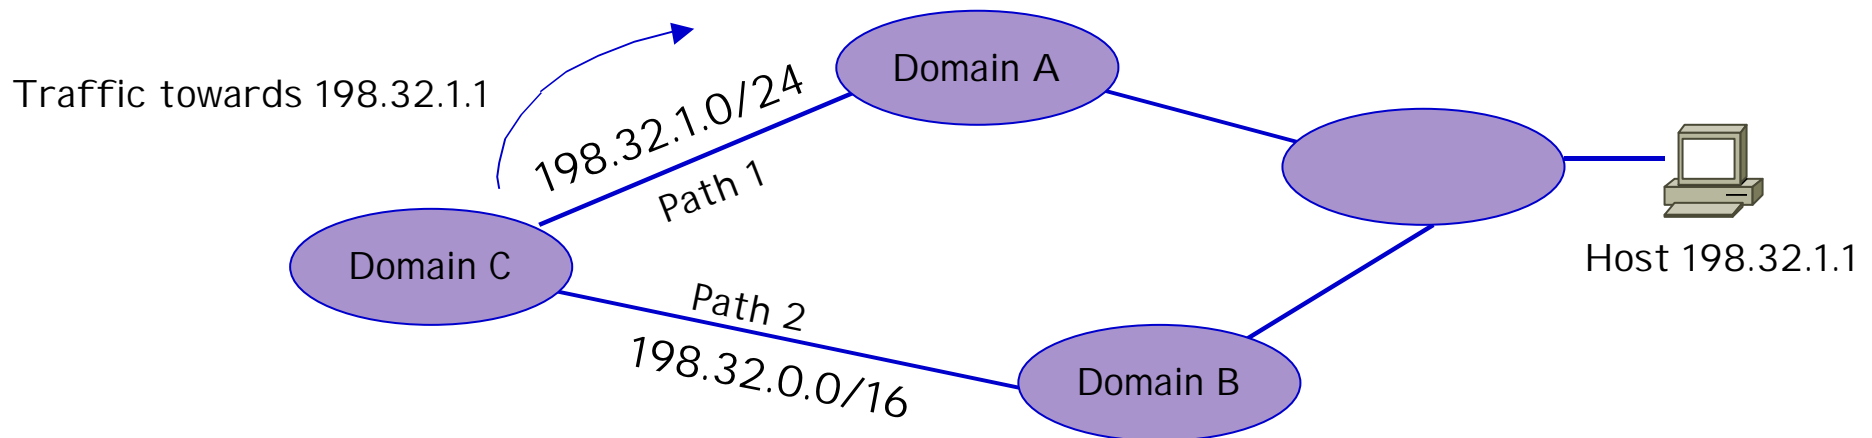 Traffic towards 198.32.1.1
198.32.1.0/24
Path 1
Domain A
Domain C
Path 2
198.32.0.0/16
Domain B
Host 198.32.1.1